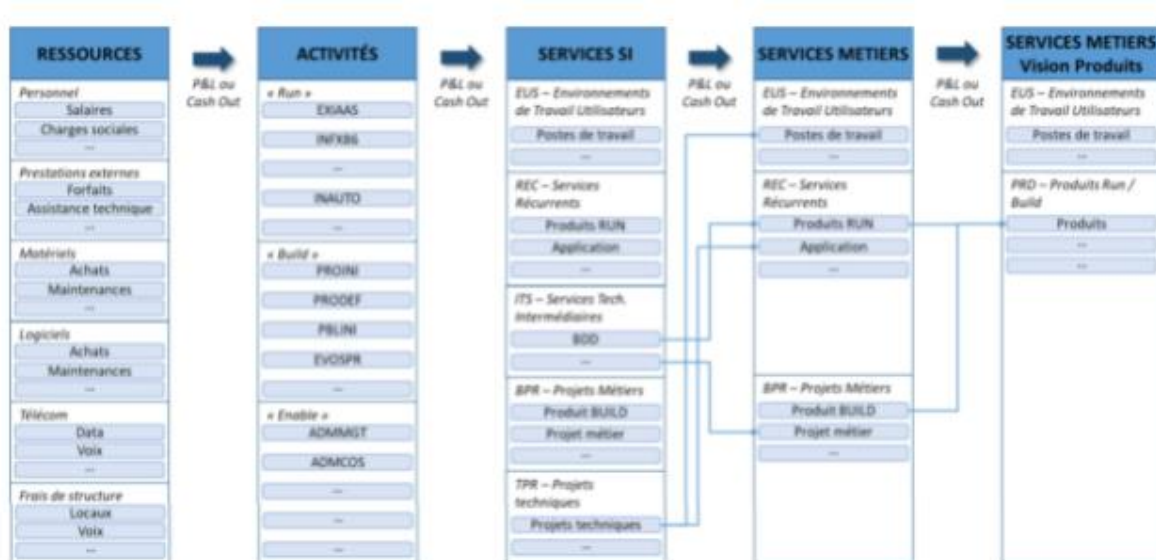 RESSOURCES
Personnel
Salaires
Charges sociales
...
Prestations externes
Forfaits
Assistance technique
...
Matériels
Achats
Maintenances
...
Logiciels
Achats
Maintenances
...
Télécom
Data
Voix
...
Frais de structure
Locaux
Voix
...
P&L ou
Cash Out
ACTIVITÉS
« Run »
EXIAAS
INFX86
...
INAUTO
...
« Build »
PROINI
PRODEF
PBLINI
EVOSPR
...
« Enable »
ADMMGT
ADMCOS
...
...
...
P&L ou
Cash Out
SERVICES SI
EUS – Environnements
de Travail Utilisateurs
Postes de travail
...
REC – Services
Récurrents
Produits RUN
Application
...
ITS – Services Tech.
Intermédiaires
BDD
...
BPR – Projets Métiers
Produit BUILD
Projet métier
...
TPR – Projets
techniques
Projets techniques
...
P&L ou
Cash Out
SERVICES METIERS
EUS – Environnements
de Travail Utilisateurs
Postes de travail
...
REC – Services
Récurrents
Produits RUN
Application
...
BPR – Projets Métiers
Produit BUILD
Projet métier
...
P&L ou
Cash Out
SERVICES METIERS
Vision Produits
EUS – Environnements
de Travail Utilisateurs
Postes de travail
...
PRD – Produits Run /
Build
Produits
...
...